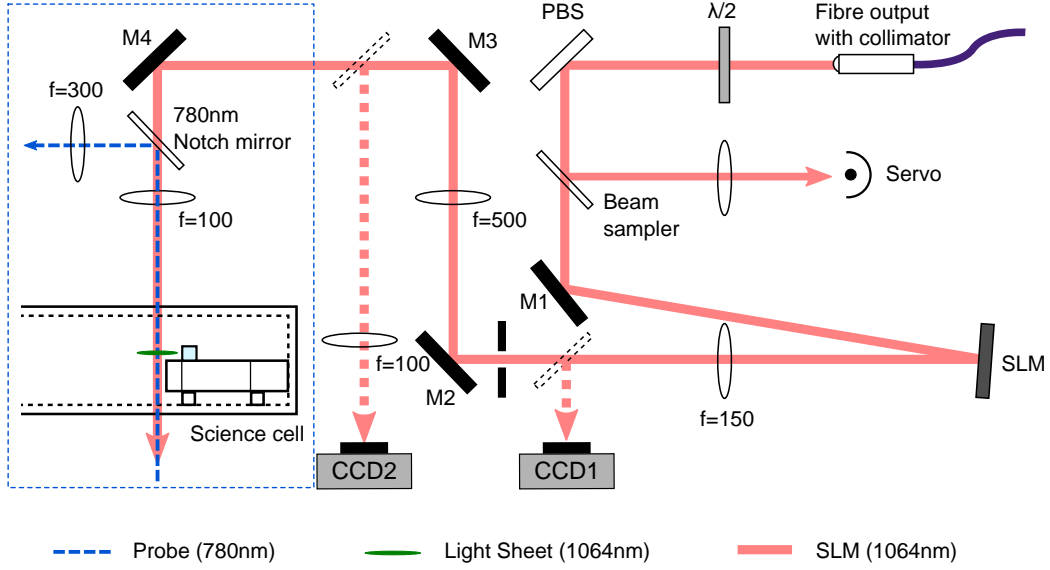 PBS
λ/2
Fibre output
with collimator
M4
M3
f=300
780nm
Notch mirror
Servo
f=100
f=500
Beam
sampler
M1
f=100
M2
SLM
f=150
Science cell
CCD2
CCD1
Probe (780nm)
Light Sheet (1064nm)
SLM (1064nm)